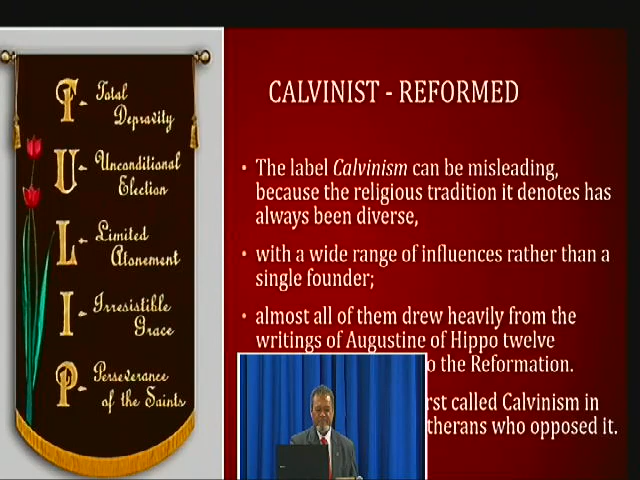 T- Total
Depravity
U- Unconditional
Election
L- Limited
Atonement
I- Irresistible
Grace
P- Perseverance
of the Saints
CALVINIST - REFORMED
• The label Calvinism can be misleading,
because the religious tradition it denotes has
always been diverse,
• with a wide range of influences rather than a
single founder;
• almost all of them drew heavily from the
writings of Augustine of Hippo twelve
o the Reformation.
rst called Calvinism in
therans who opposed it.